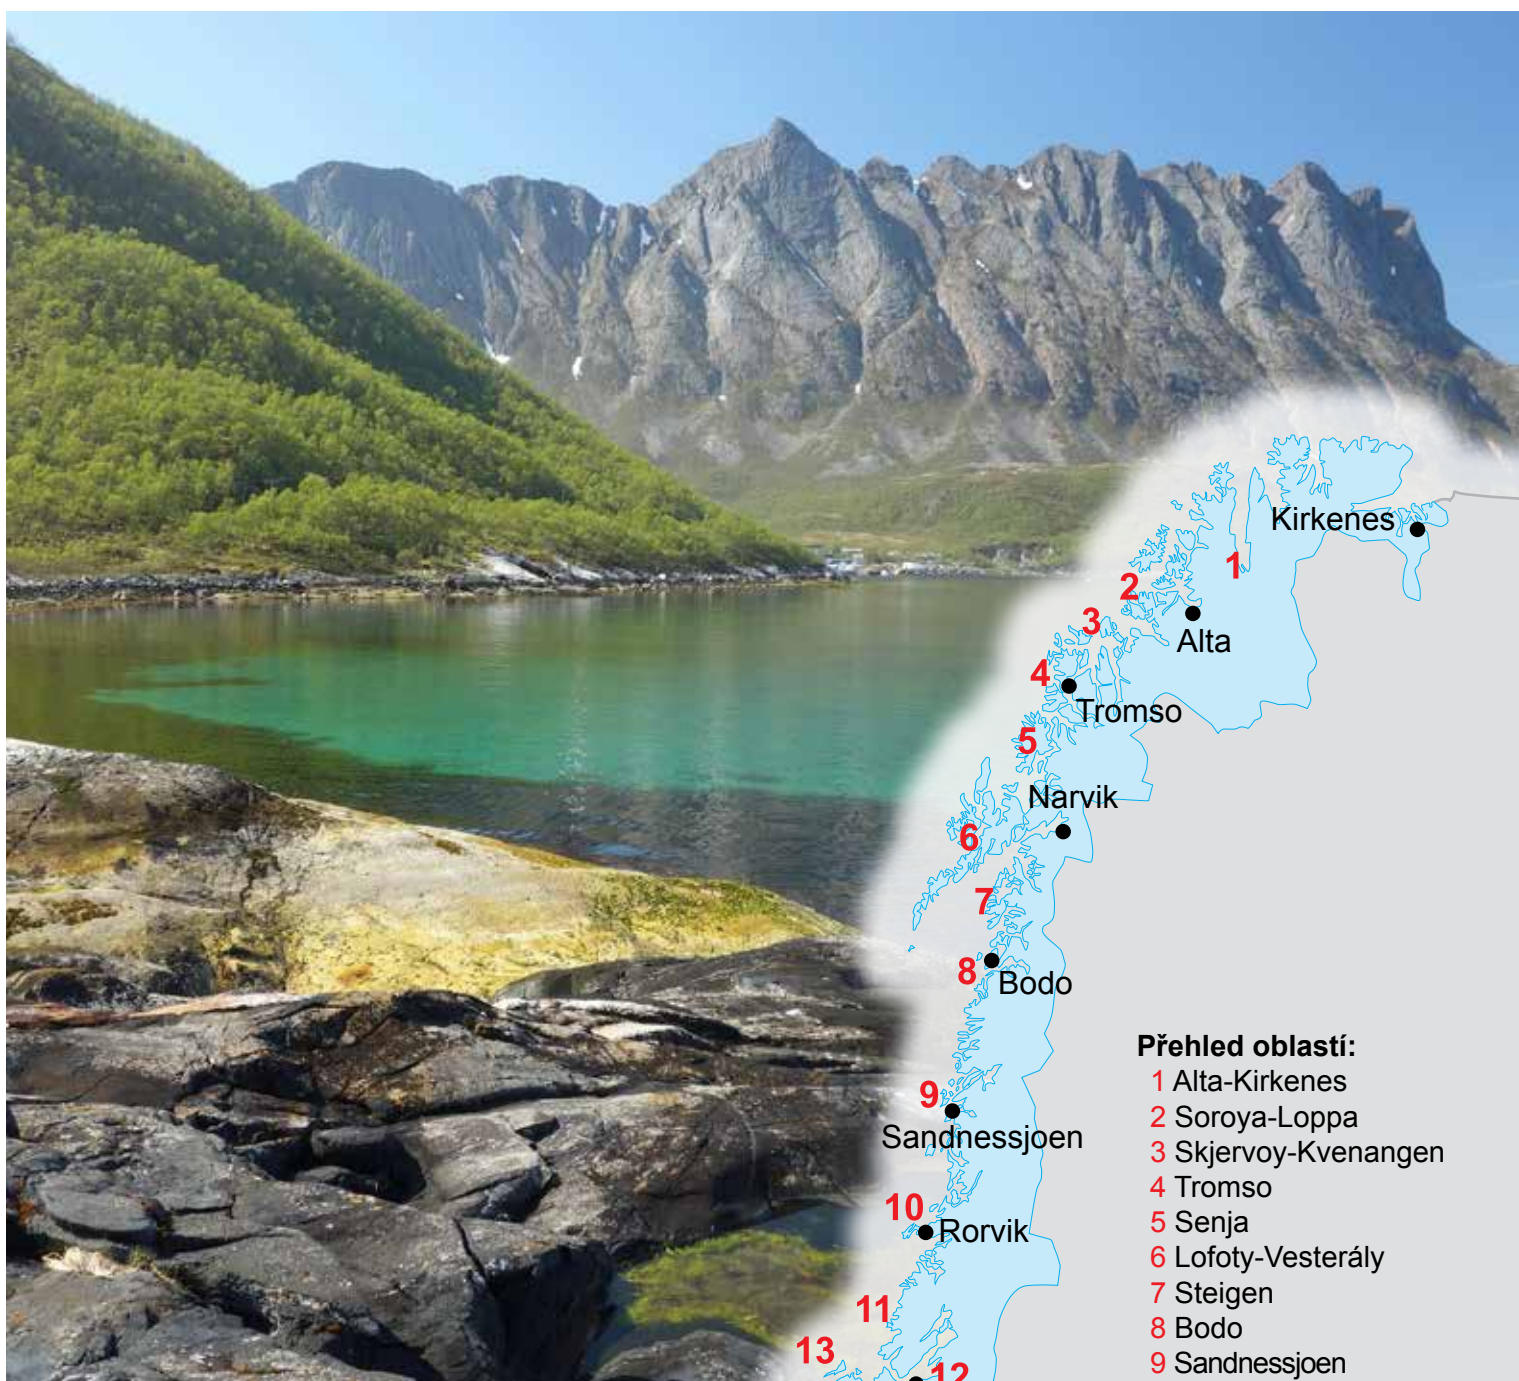 Kirkenes
1
2
3
Alta
4
Tromso
5
Narvik
6
7
8
Bodo
9
Sandnessjoen
10
Rorvik
11
13
12
Přehled oblastí:
1 Alta-Kirkenes
2 Soroya-Loppa
3 Skjervoy-Kvenangen
4 Tromso
5 Senja
6 Lofoty-Vesterály
7 Steigen
8 Bodo
9 Sandnessjoen